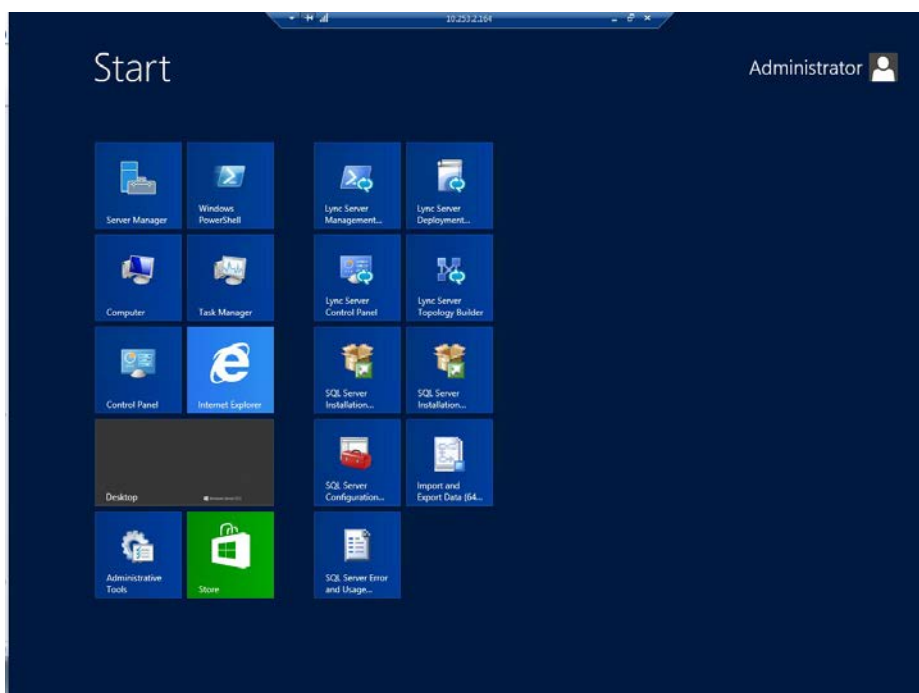 10.253.2.164
Start
Administrator
Server Manager
Windows
PowerShell
Lync Server
Management...
Lync Server
Deployment...
Computer
Task Manager
Lync Server
Control Panel
Lync Server
Topology Builder
Control Panel
Internet Explorer
SQL Server
Installation...
SQL Server
Installation...
Desktop
SQL Server
Configuration...
Import and
Export Data (64...
Administrative
Tools
Store
SQL Server Error
and Usage...